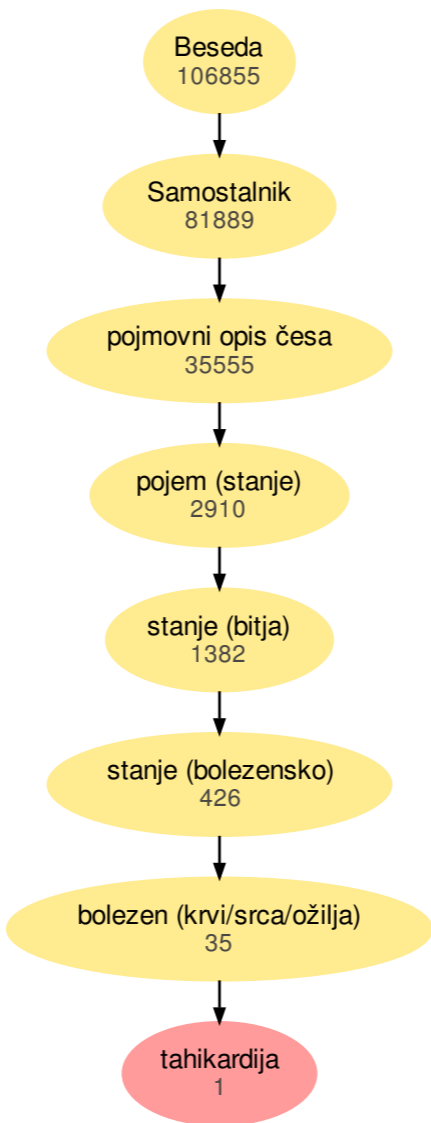 Beseda
106855
Samostalnik
81889
pojmovni opis česa
35555
pojem (stanje)
2910
stanje (bitja)
1382
stanje (bolezensko)
426
bolezen (krvi/srca/ožilja)
35
tahikardija
1